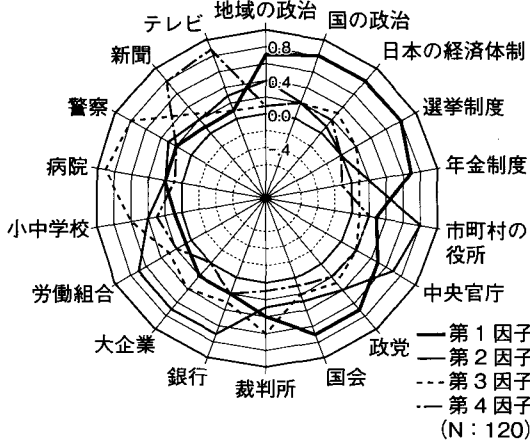 地域の政治
国の政治
日本の経済体制
選挙制度
年金制度
市町村の
役所
中央官庁
政党
国会
裁判所
銀行
大企業
労働組合
小中学校
病院
警察
新聞
テレビ
0.8
0.4
0.0
-.4
第1因子
第2因子
第3因子
第4因子
(N：120)